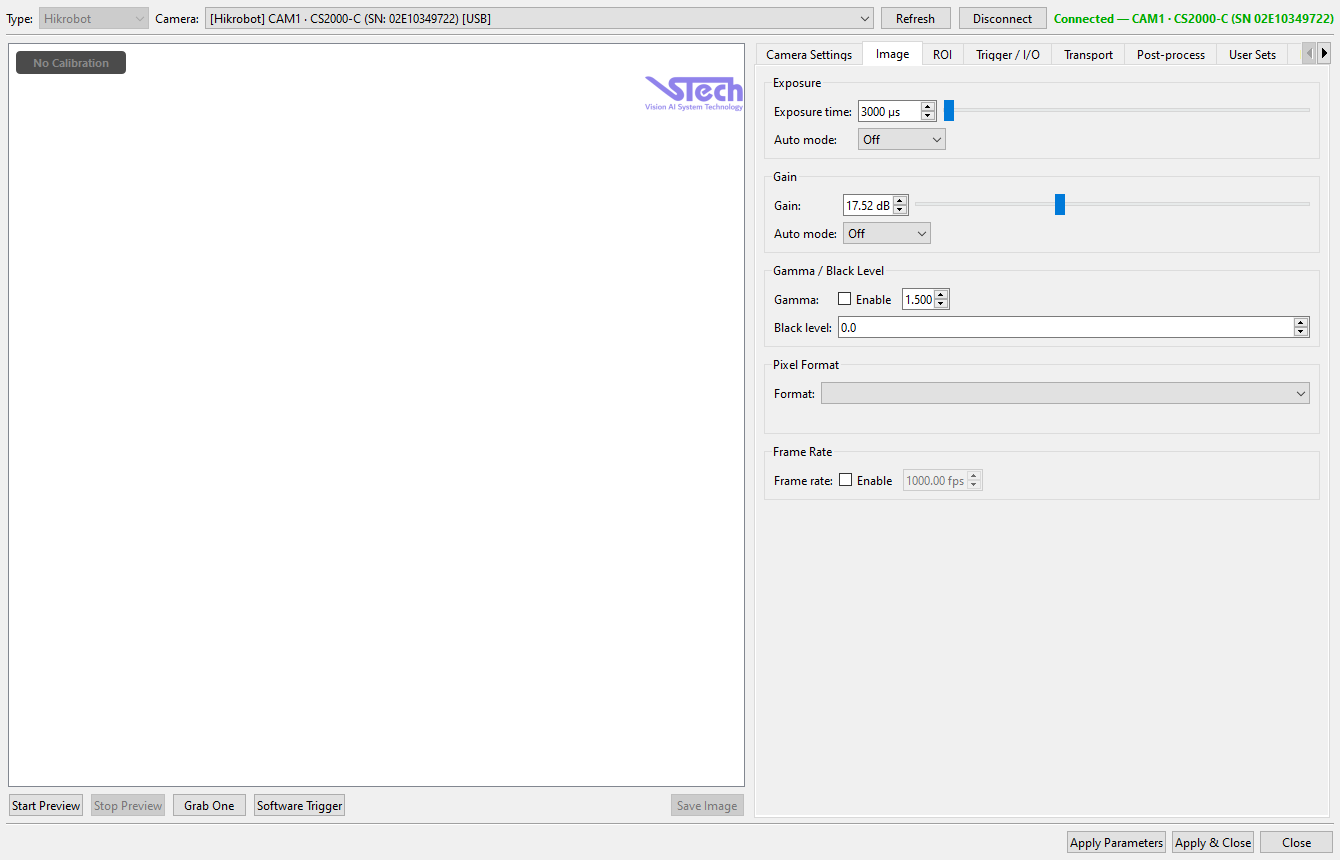 Type: Hikrobot Camera: [Hikrobot] CAM1 · CS2000-C (SN: 02E10349722) [USB] Refresh Disconnect Connected — CAM1 · CS2000-C (SN 02E10349722)
No Calibration
VSTech
Vision AI System Technology
Camera Settings Image ROI Trigger / I/O Transport Post-process User Sets
Exposure
Exposure time: 3000 µs
Auto mode: Off
Gain
Gain: 17.52 dB
Auto mode: Off
Gamma / Black Level
Gamma: Enable 1.500
Black level: 0.0
Pixel Format
Format:
Frame Rate
Frame rate: Enable 1000.00 fps
Start Preview Stop Preview Grab One Software Trigger Save Image
Apply Parameters Apply & Close Close